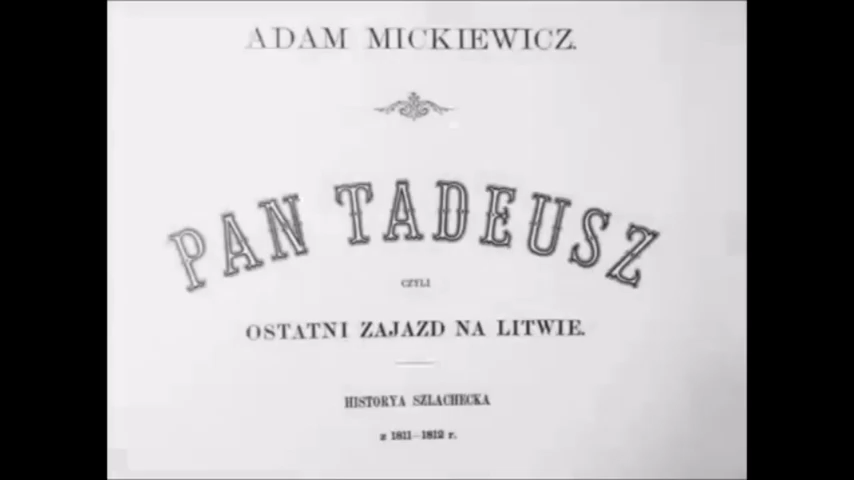 ADAM MICKIEWICZ.
PAN TADEUSZ
CZYLI
OSTATNI ZAJAZD NA LITWIE.
HISTORYA SZLACHECKA
z 1811—1812 r.